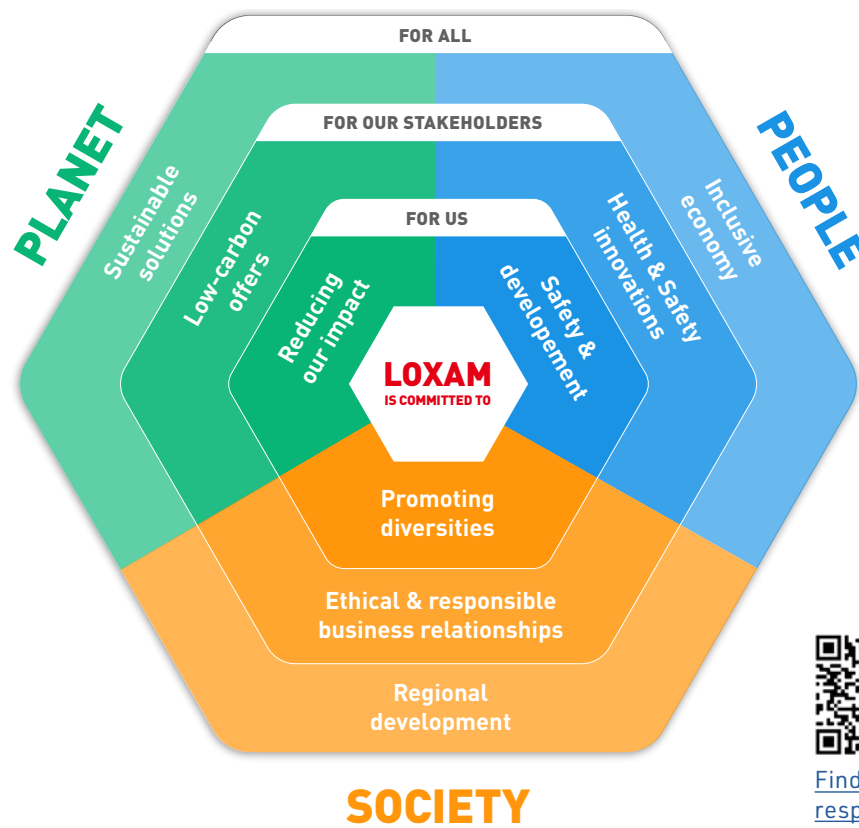 FOR ALL
PLANET
PEOPLE
FOR OUR STAKEHOLDERS
FOR US
Sustainable
solutions
Low-carbon
offers
Reducing
our impact
Safety &
developement
Health & Safety
innovations
Inclusive
economy
LOXAM
IS COMMITTED TO
Promoting
diversities
Ethical & responsible
business relationships
Regional
development
SOCIETY
Find
resp